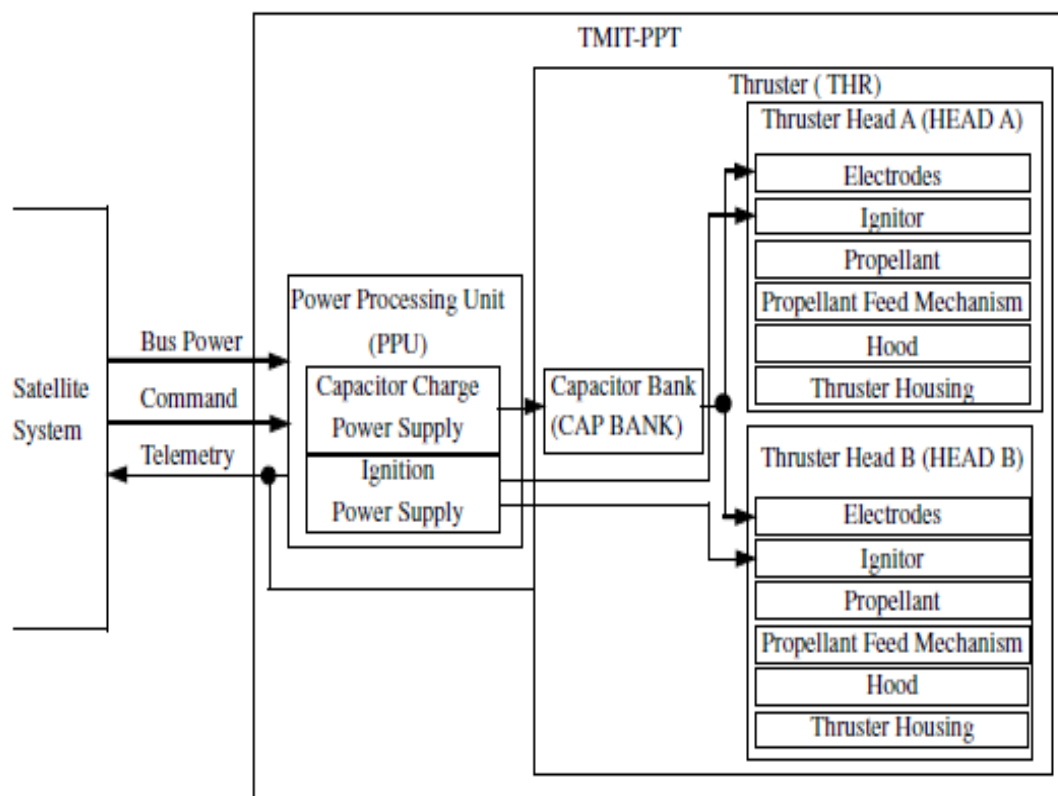 TMIT-PPT
Thruster ( THR)
Thruster Head A (HEAD A)
Electrodes
Ignitor
Propellant
Propellant Feed Mechanism
Hood
Thruster Housing
Power Processing Unit
(PPU)
Capacitor Charge
Power Supply
Ignition
Power Supply
Bus Power
Command
Telemetry
Satellite
System
Capacitor Bank
(CAP BANK)
Thruster Head B (HEAD B)
Electrodes
Ignitor
Propellant
Propellant Feed Mechanism
Hood
Thruster Housing